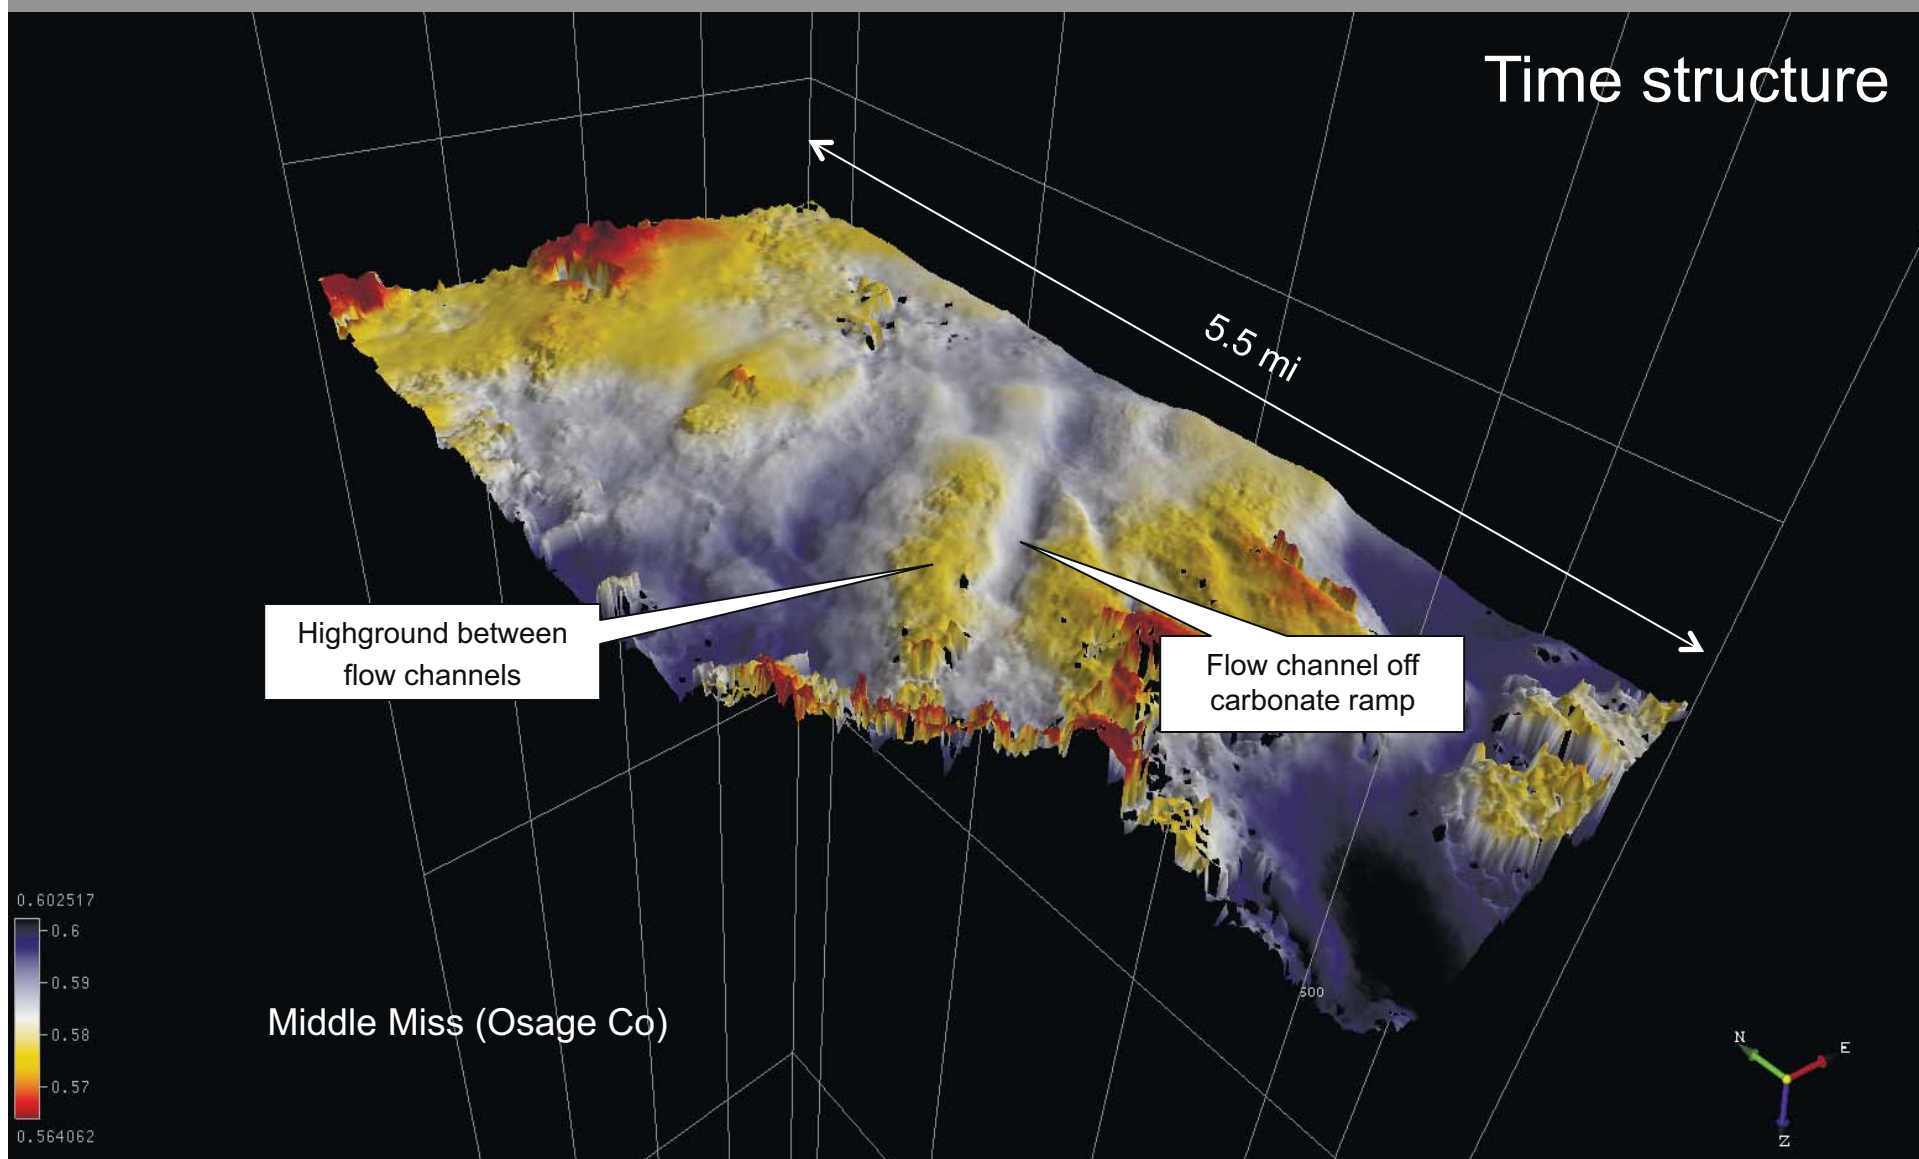 Time structure
5.5 mi
Highground between
flow channels
Flow channel off
carbonate ramp
0.602517
0.6
0.59
0.58
0.57
0.564062
Middle Miss (Osage Co)
500
N
E
Z